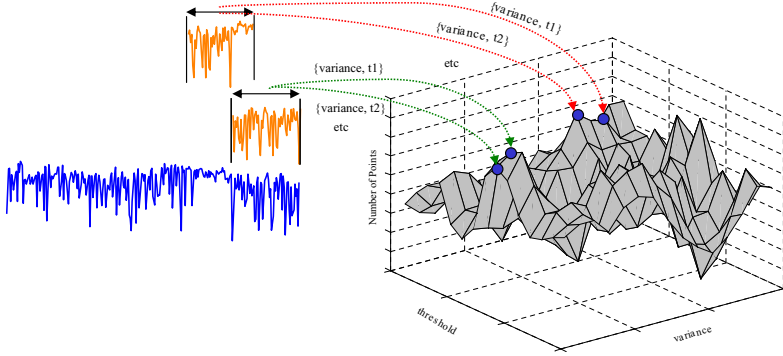 {variance, t1}
{variance, t2}
etc
{variance, t1}
{variance, t2}
etc
Number of Points
threshold
variance